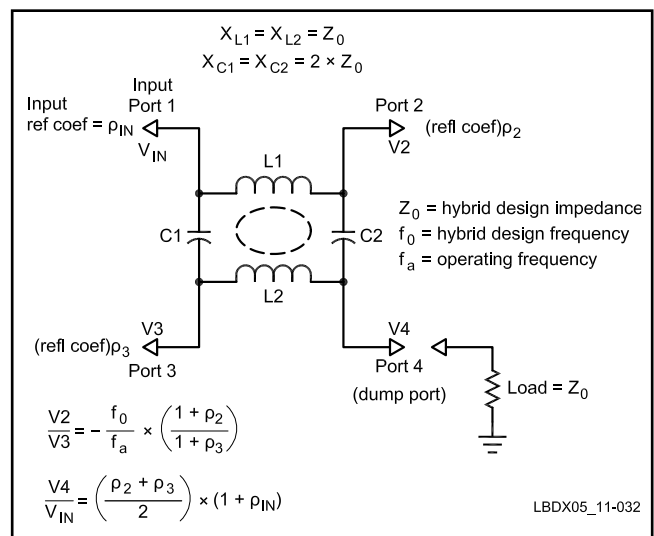 X_L1 = X_L2 = Z_0
X_C1 = X_C2 = 2 × Z_0
Input
Port 1
Input
ref coef = ρ_IN
V_IN
Port 2
(refl coef)ρ_2
V2
L1
C1
C2
L2
Z_0 = hybrid design impedance
f_0 = hybrid design frequency
f_a = operating frequency
V3
(refl coef)ρ_3
Port 3
V4
Port 4
(dump port)
Load = Z_0
V2/V3 = - f_0/f_a × ((1 + ρ_2)/(1 + ρ_3))
V4/V_IN = ((ρ_2 + ρ_3)/2) × (1 + ρ_IN)
LBDX05_11-032